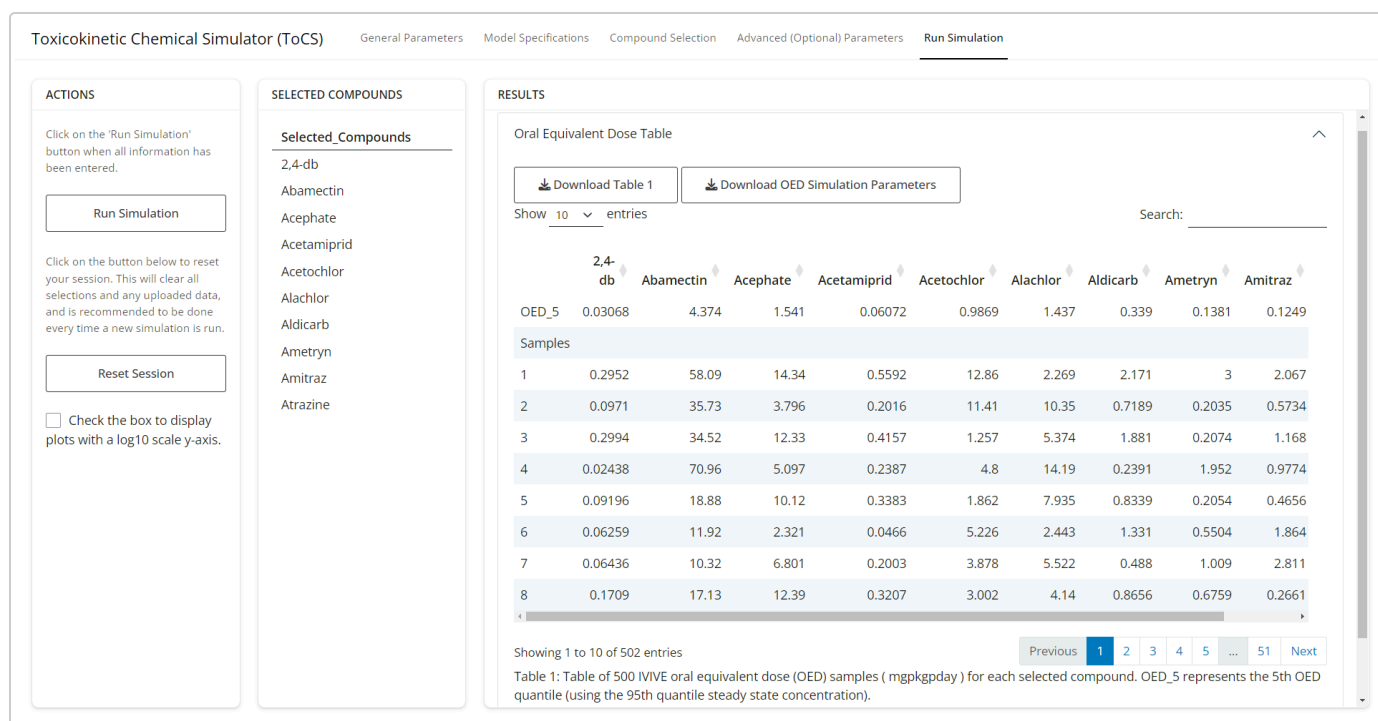 Toxicokinetic Chemical Simulator (ToCS) General Parameters Model Specifications Compound Selection Advanced (Optional) Parameters Run Simulation
ACTIONS
Click on the 'Run Simulation'
button when all information has
been entered.
Run Simulation
Click on the button below to reset
your session. This will clear all
selections and any uploaded data,
and is recommended to be done
every time a new simulation is run.
Reset Session
Check the box to display
plots with a log10 scale y-axis.
SELECTED COMPOUNDS
Selected_Compounds
2,4-db
Abamectin
Acephate
Acetamiprid
Acetochlor
Alachlor
Aldicarb
Ametryn
Amitraz
Atrazine
RESULTS
Oral Equivalent Dose Table
Download Table 1 Download OED Simulation Parameters
Show 10 entries Search:
2,4-
db Abamectin Acephate Acetamiprid Acetochlor Alachlor Aldicarb Ametryn Amitraz
OED_5 0.03068 4.374 1.541 0.06072 0.9869 1.437 0.339 0.1381 0.1249
Samples
1 0.2952 58.09 14.34 0.5592 12.86 2.269 2.171 3 2.067
2 0.0971 35.73 3.796 0.2016 11.41 10.35 0.7189 0.2035 0.5734
3 0.2994 34.52 12.33 0.4157 1.257 5.374 1.881 0.2074 1.168
4 0.02438 70.96 5.097 0.2387 4.8 14.19 0.2391 1.952 0.9774
5 0.09196 18.88 10.12 0.3383 1.862 7.935 0.8339 0.2054 0.4656
6 0.06259 11.92 2.321 0.0466 5.226 2.443 1.331 0.5504 1.864
7 0.06436 10.32 6.801 0.2003 3.878 5.522 0.488 1.009 2.811
8 0.1709 17.13 12.39 0.3207 3.002 4.14 0.8656 0.6759 0.2661
Showing 1 to 10 of 502 entries Previous 1 2 3 4 5 ... 51 Next
Table 1: Table of 500 IVIVE oral equivalent dose (OED) samples ( mgpkgpday ) for each selected compound. OED_5 represents the 5th OED
quantile (using the 95th quantile steady state concentration).